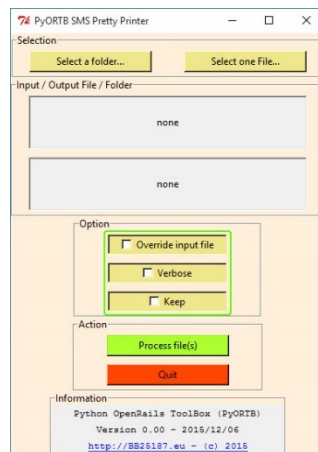 PyORTB SMS Pretty Printer
Selection
Select a folder... Select one File...
Input / Output File / Folder
none
none
Option
Override input file
Verbose
Keep
Action
Process file(s)
Quit
Information
Python OpenRails ToolBox (PyORTB)
Version 0.00 - 2015/12/06
http://BB25187.eu - (c) 2015